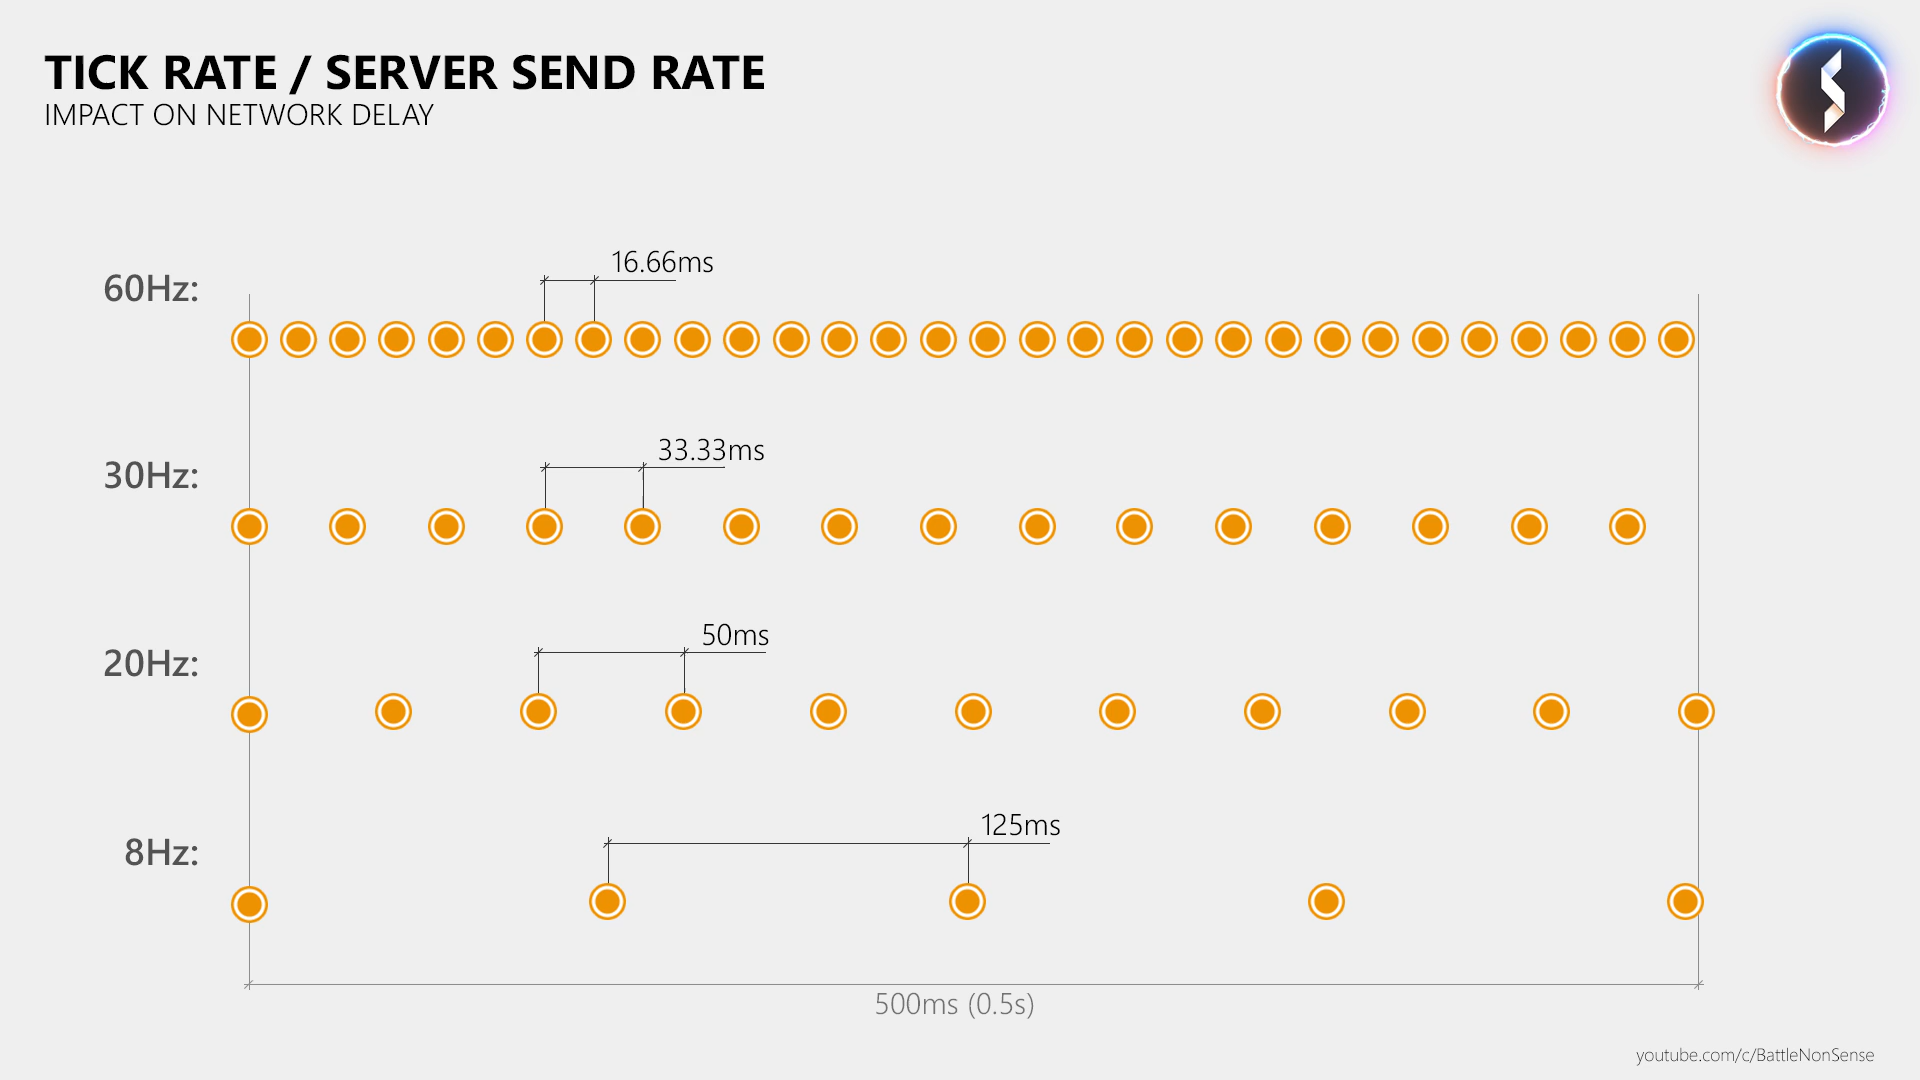 TICK RATE / SERVER SEND RATE
IMPACT ON NETWORK DELAY
60Hz:
16.66ms
30Hz:
33.33ms
20Hz:
50ms
8Hz:
125ms
500ms (0.5s)
youtube.com/c/BattleNonSense